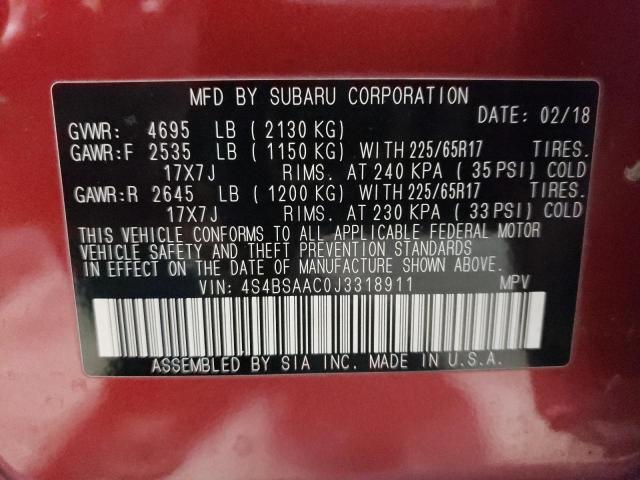 MFD BY SUBARU CORPORATION
DATE: 02/18
GVWR: 4695 LB ( 2130 KG)
GAWR:F 2535 LB ( 1150 KG) WITH 225/65R17 TIRES.
17X7J RIMS. AT 240 KPA ( 35 PSI) COLD
GAWR:R 2645 LB ( 1200 KG) WITH 225/65R17 TIRES.
17X7J RIMS. AT 230 KPA ( 33 PSI) COLD
THIS VEHICLE CONFORMS TO ALL APPLICABLE FEDERAL MOTOR
VEHICLE SAFETY AND THEFT PREVENTION STANDARDS
IN EFFECT ON THE DATE OF MANUFACTURE SHOWN ABOVE.
VIN: 4S4BSAAC0J3318911 MPV
ASSEMBLED BY SIA INC. MADE IN U.S.A.